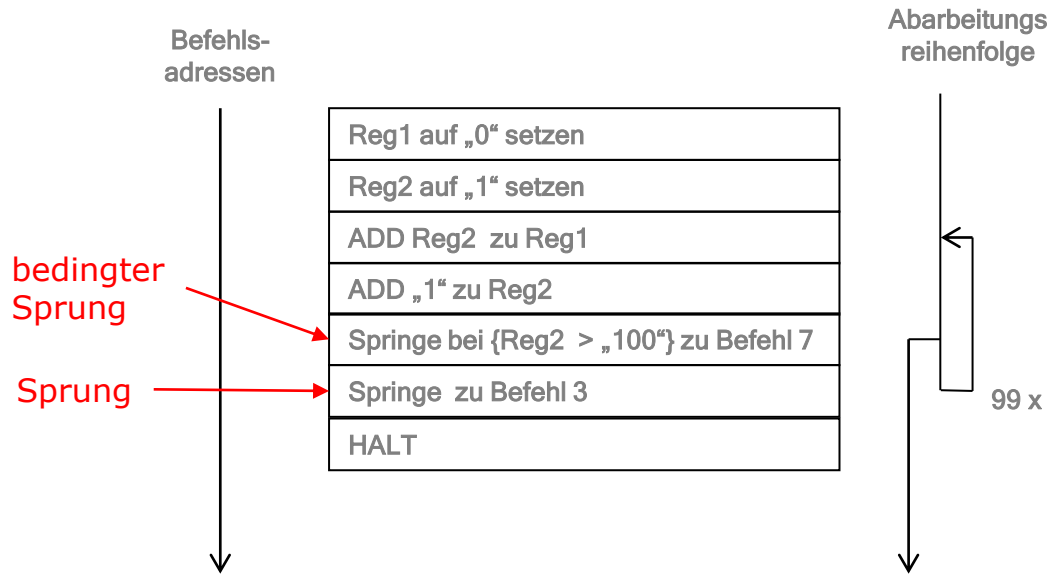 Befehls-
adressen
Abarbeitungs
reihenfolge
Reg1 auf „0“ setzen
Reg2 auf „1“ setzen
ADD Reg2 zu Reg1
ADD „1“ zu Reg2
bedingter
Sprung
Springe bei {Reg2 > „100“} zu Befehl 7
Sprung
Springe zu Befehl 3
99 x
HALT